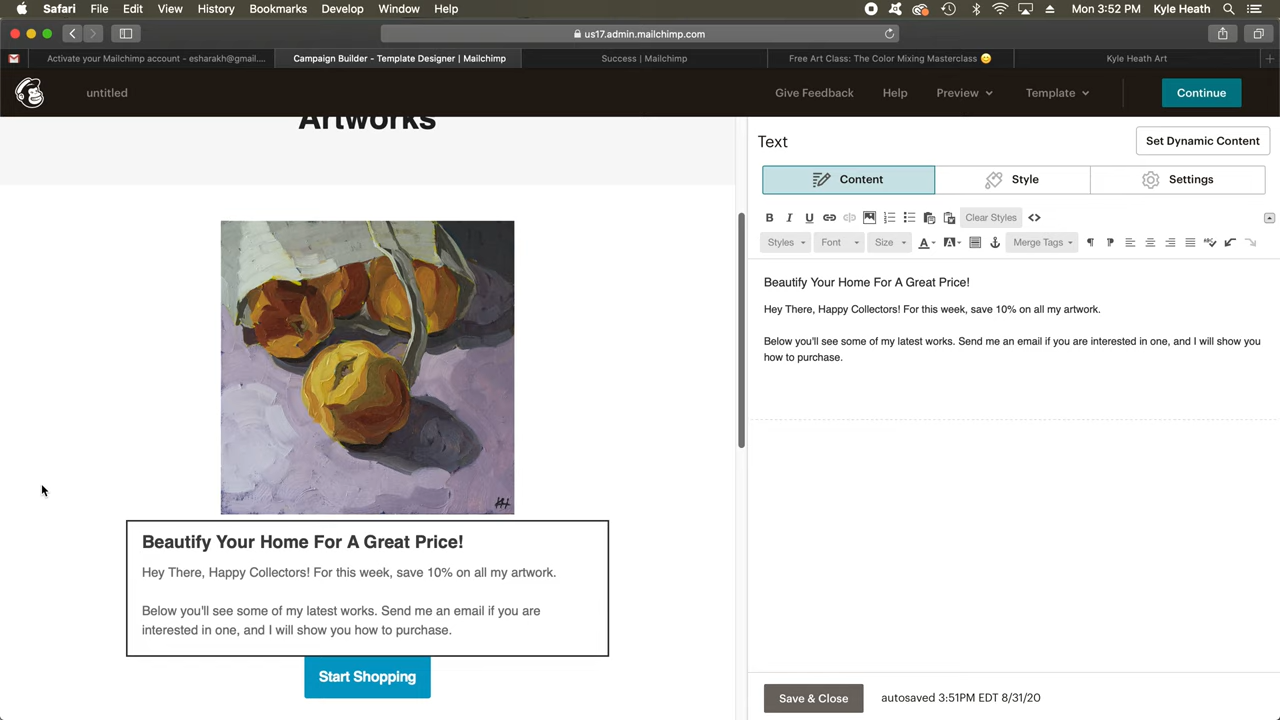 Safari File Edit View History Bookmarks Develop Window Help Mon 3:52 PM Kyle Heath
us17.admin.mailchimp.com
Activate your Mailchimp account - esharakh@gmail.... Campaign Builder - Template Designer | Mailchimp Success | Mailchimp Free Art Class: The Color Mixing Masterclass 😊 Kyle Heath Art
untitled Give Feedback Help Preview Template Continue
Artworks
Text Set Dynamic Content
Content Style Settings
B I U Clear Styles <>
Styles Font Size A A Merge Tags
Beautify Your Home For A Great Price!
Hey There, Happy Collectors! For this week, save 10% on all my artwork.
Below you'll see some of my latest works. Send me an email if you are interested in one, and I will show you
how to purchase.
KH
Beautify Your Home For A Great Price!
Hey There, Happy Collectors! For this week, save 10% on all my artwork.
Below you'll see some of my latest works. Send me an email if you are
interested in one, and I will show you how to purchase.
Start Shopping
Save & Close autosaved 3:51PM EDT 8/31/20